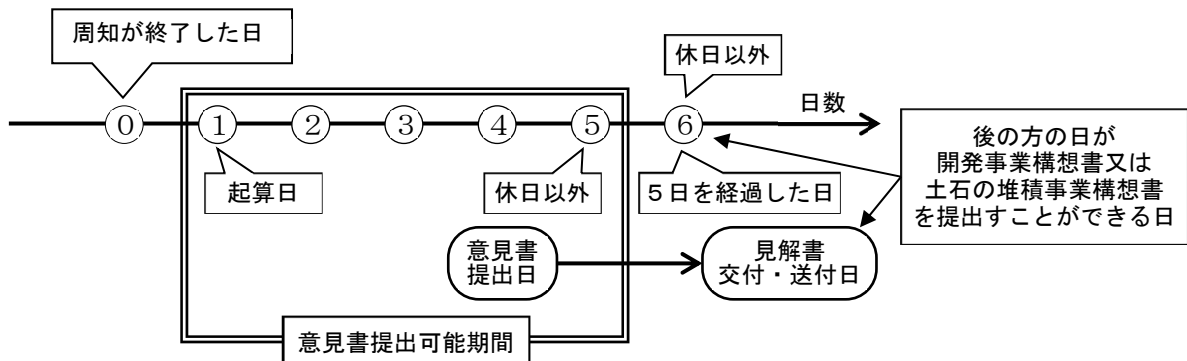 周知が終了した日
休日以外
⓪
①
②
③
④
⑤
⑥
日数
起算日
休日以外
５日を経過した日
後の方の日が
開発事業構想書又は
土石の堆積事業構想書
を提出すことができる日
意見書
提出日
見解書
交付・送付日
意見書提出可能期間